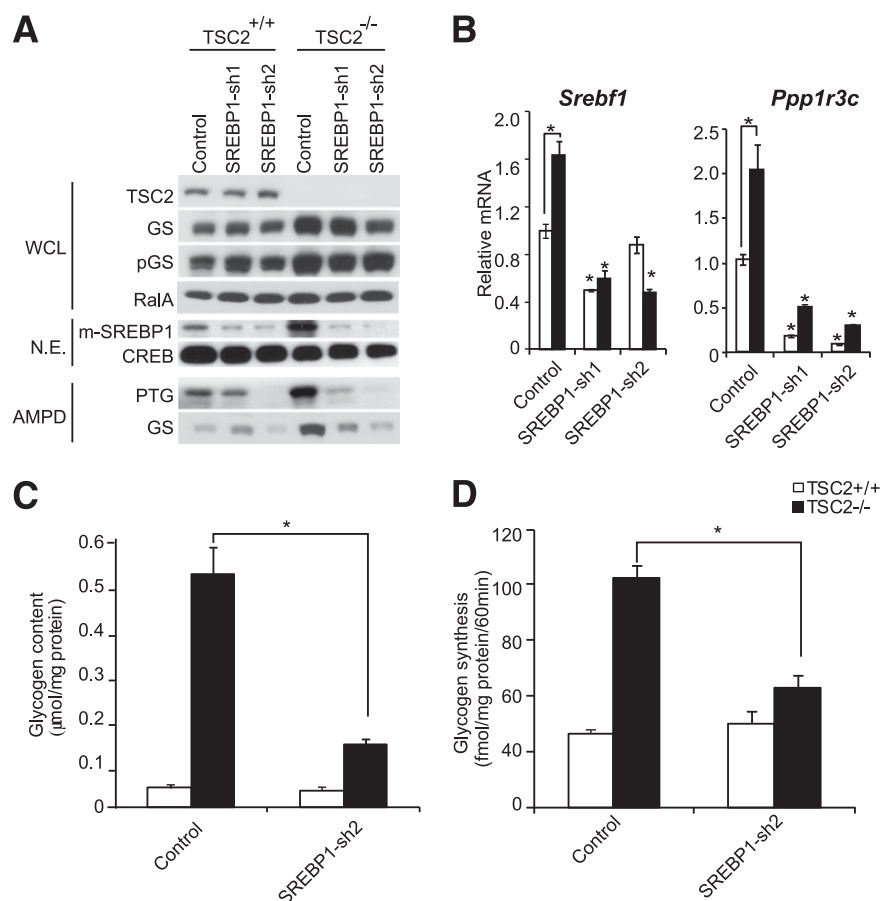 A
TSC2+/+ TSC2-/-
Control SREBP1-sh1 SREBP1-sh2 Control SREBP1-sh1 SREBP1-sh2
WCL
TSC2
GS
pGS
RalA
N.E.
m-SREBP1
CREB
AMPD
PTG
GS
B
Srebf1
Relative mRNA
2.0
1.6
1.2
0.8
0.4
0
*
* *
*
Control SREBP1-sh1 SREBP1-sh2
Ppp1r3c
2.5
2.0
1.5
1.0
0.5
0
*
* *
* *
Control SREBP1-sh1 SREBP1-sh2
C
Glycogen content
(µmol/mg protein)
0.6
0.5
0.4
0.3
0.2
0.1
0
*
Control SREBP1-sh2
D
TSC2+/+
TSC2-/-
Glycogen synthesis
(fmol/mg protein/60min)
120
100
80
60
40
20
0
*
Control SREBP1-sh2